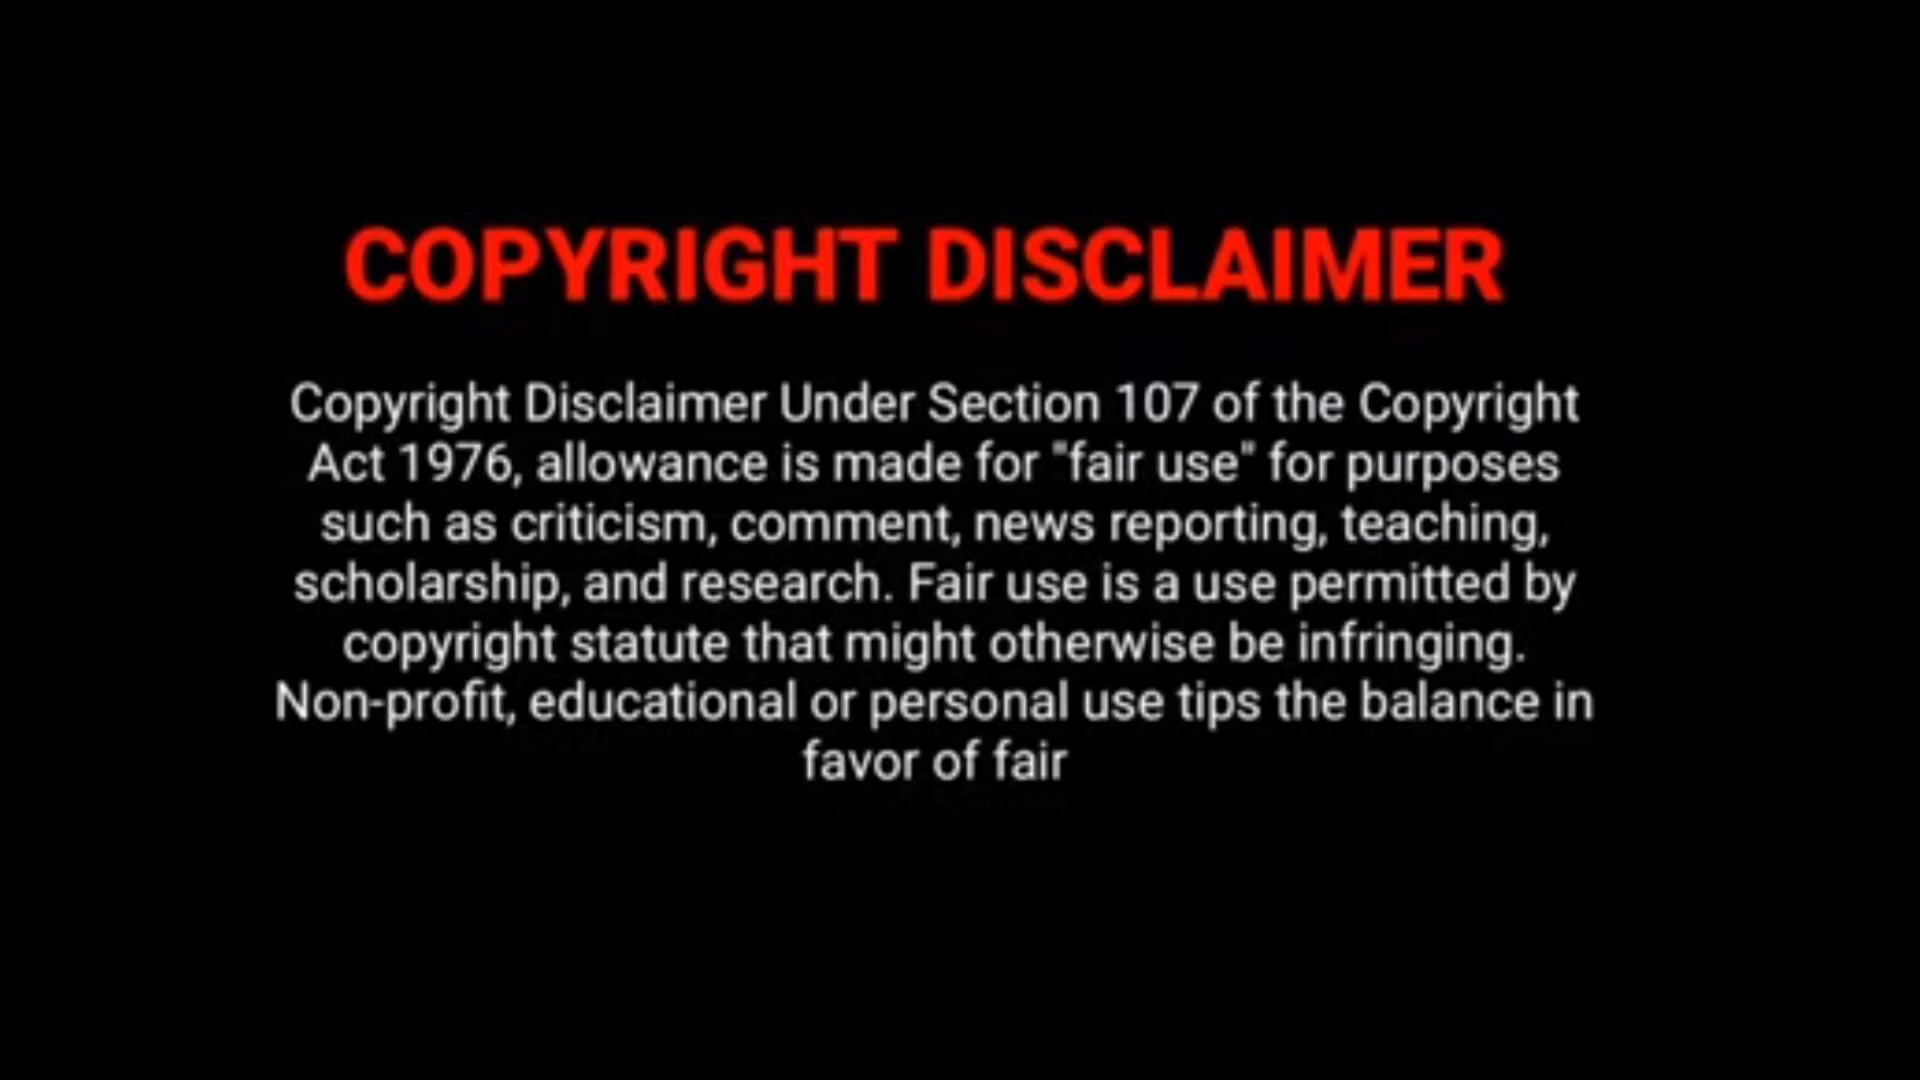 COPYRIGHT DISCLAIMER
Copyright Disclaimer Under Section 107 of the Copyright
Act 1976, allowance is made for "fair use" for purposes
such as criticism, comment, news reporting, teaching,
scholarship, and research. Fair use is a use permitted by
copyright statute that might otherwise be infringing.
Non-profit, educational or personal use tips the balance in
favor of fair